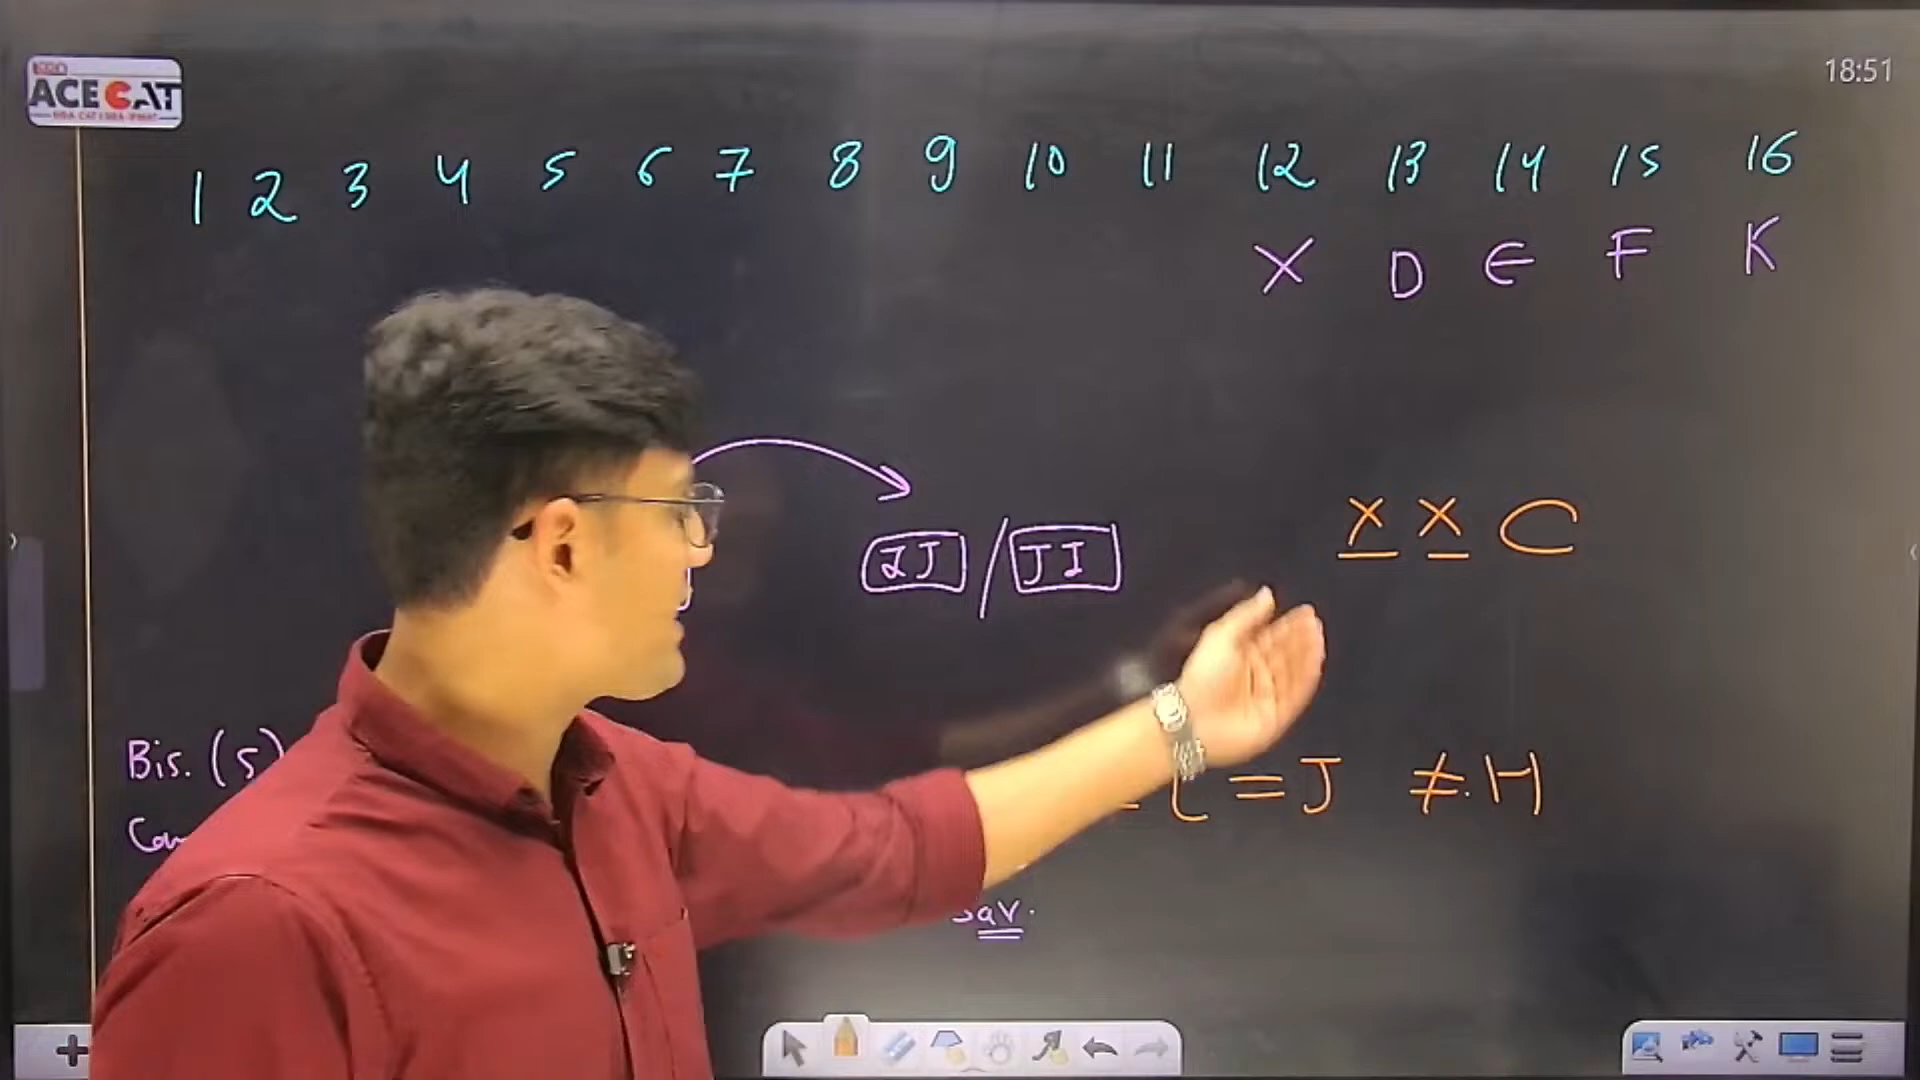 ACE CAT
18:51
1 2 3 4 5 6 7 8 9 10 11 12 13 14 15 16
X D E F K
X X C
IJ / JI
Bis. (5)
= J ≠ H